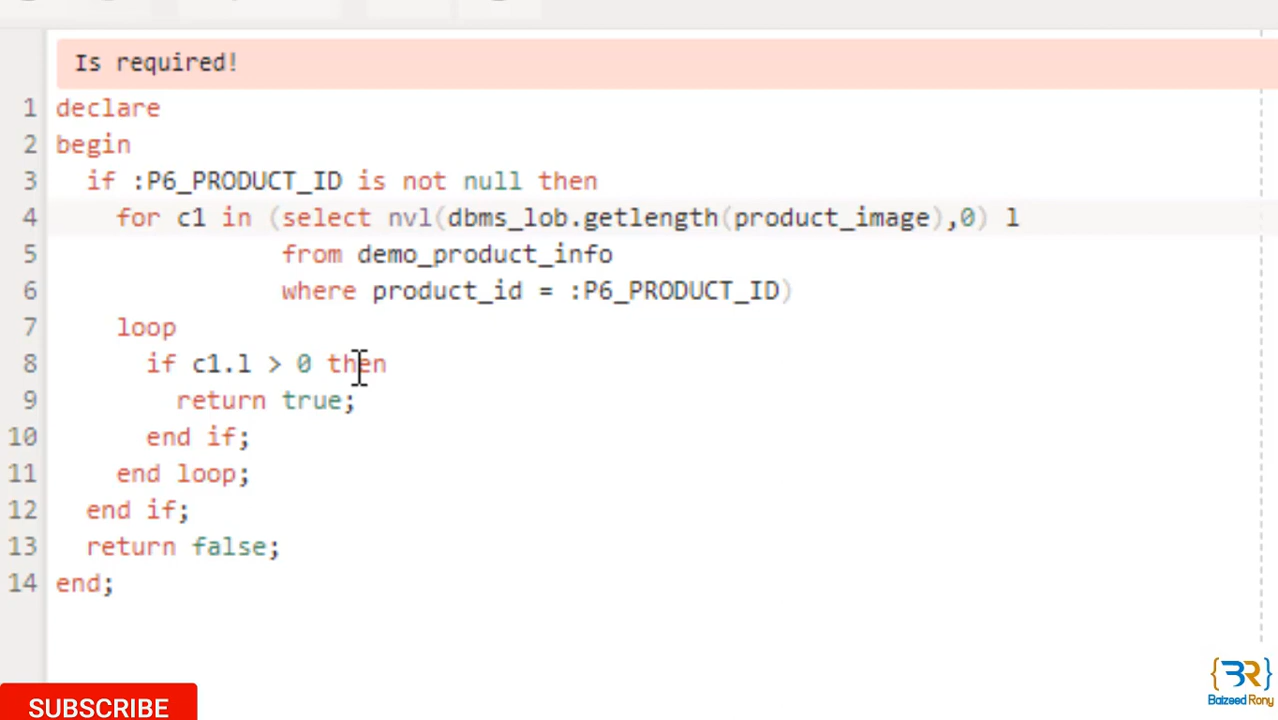 Is required!
1 declare
2 begin
3   if :P6_PRODUCT_ID is not null then
4     for c1 in (select nvl(dbms_lob.getlength(product_image),0) l
5                from demo_product_info
6                where product_id = :P6_PRODUCT_ID)
7     loop
8       if c1.l > 0 then
9         return true;
10       end if;
11     end loop;
12   end if;
13   return false;
14 end;
SUBSCRIBE
{BR}
Baizeed Rony